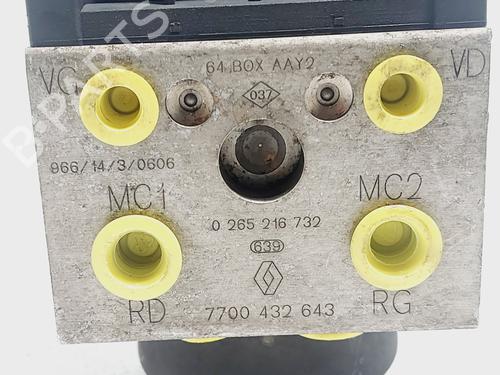 64 BOX AAY2
VG
VD
037
966/14/3/0606
MC1
MC2
0 265 216 732
639
RD
7700 432 643
RG
B-PARTS